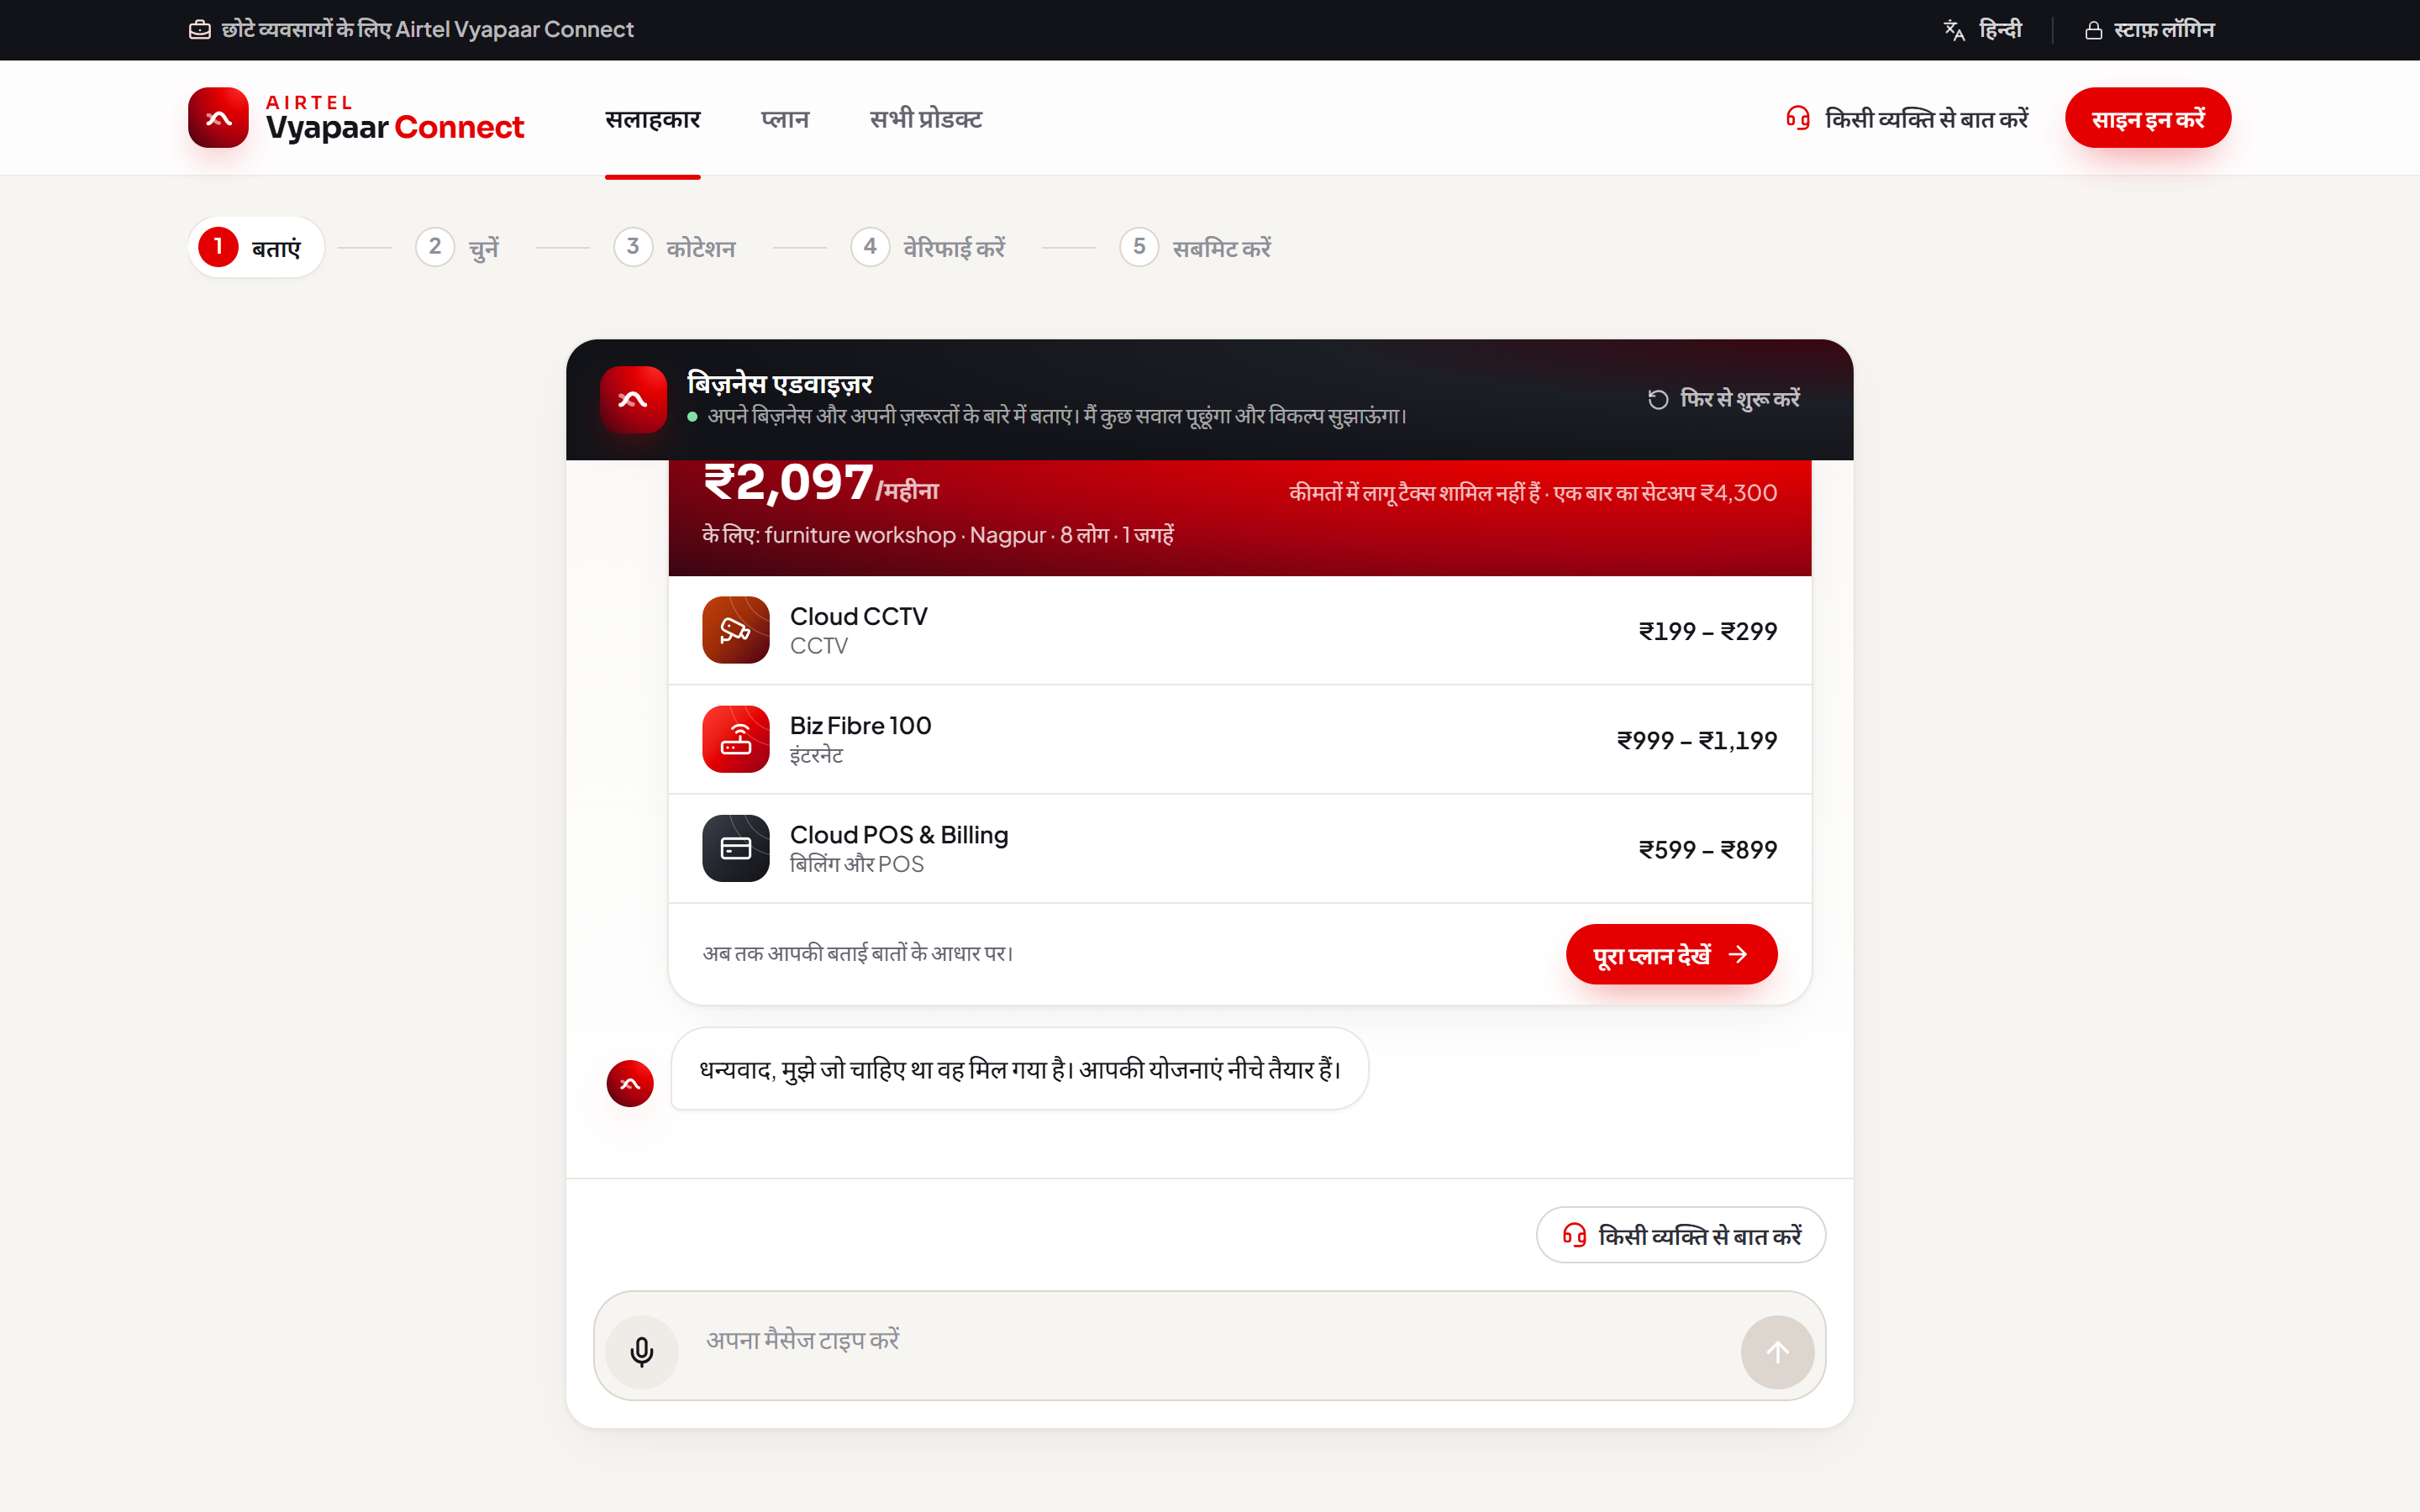 छोटे व्यवसायों के लिए Airtel Vyapaar Connect
हिन्दी
स्टाफ़ लॉगिन
AIRTEL
Vyapaar Connect
सलाहकार
प्लान
सभी प्रोडक्ट
किसी व्यक्ति से बात करें
साइन इन करें
1 बताएं
2 चुनें
3 कोटेशन
4 वेरिफाई करें
5 सबमिट करें
बिज़नेस एडवाइज़र
अपने बिज़नेस और अपनी ज़रूरतों के बारे में बताएं। मैं कुछ सवाल पूछूंगा और विकल्प सुझाऊंगा।
फिर से शुरू करें
₹2,097/महीना
कीमतों में लागू टैक्स शामिल नहीं हैं · एक बार का सेटअप ₹4,300
के लिए: furniture workshop · Nagpur · 8 लोग · 1 जगहें
Cloud CCTV
CCTV
₹199 – ₹299
Biz Fibre 100
इंटरनेट
₹999 – ₹1,199
Cloud POS & Billing
बिलिंग और POS
₹599 – ₹899
अब तक आपकी बताई बातों के आधार पर।
पूरा प्लान देखें
धन्यवाद, मुझे जो चाहिए था वह मिल गया है। आपकी योजनाएं नीचे तैयार हैं।
किसी व्यक्ति से बात करें
अपना मैसेज टाइप करें